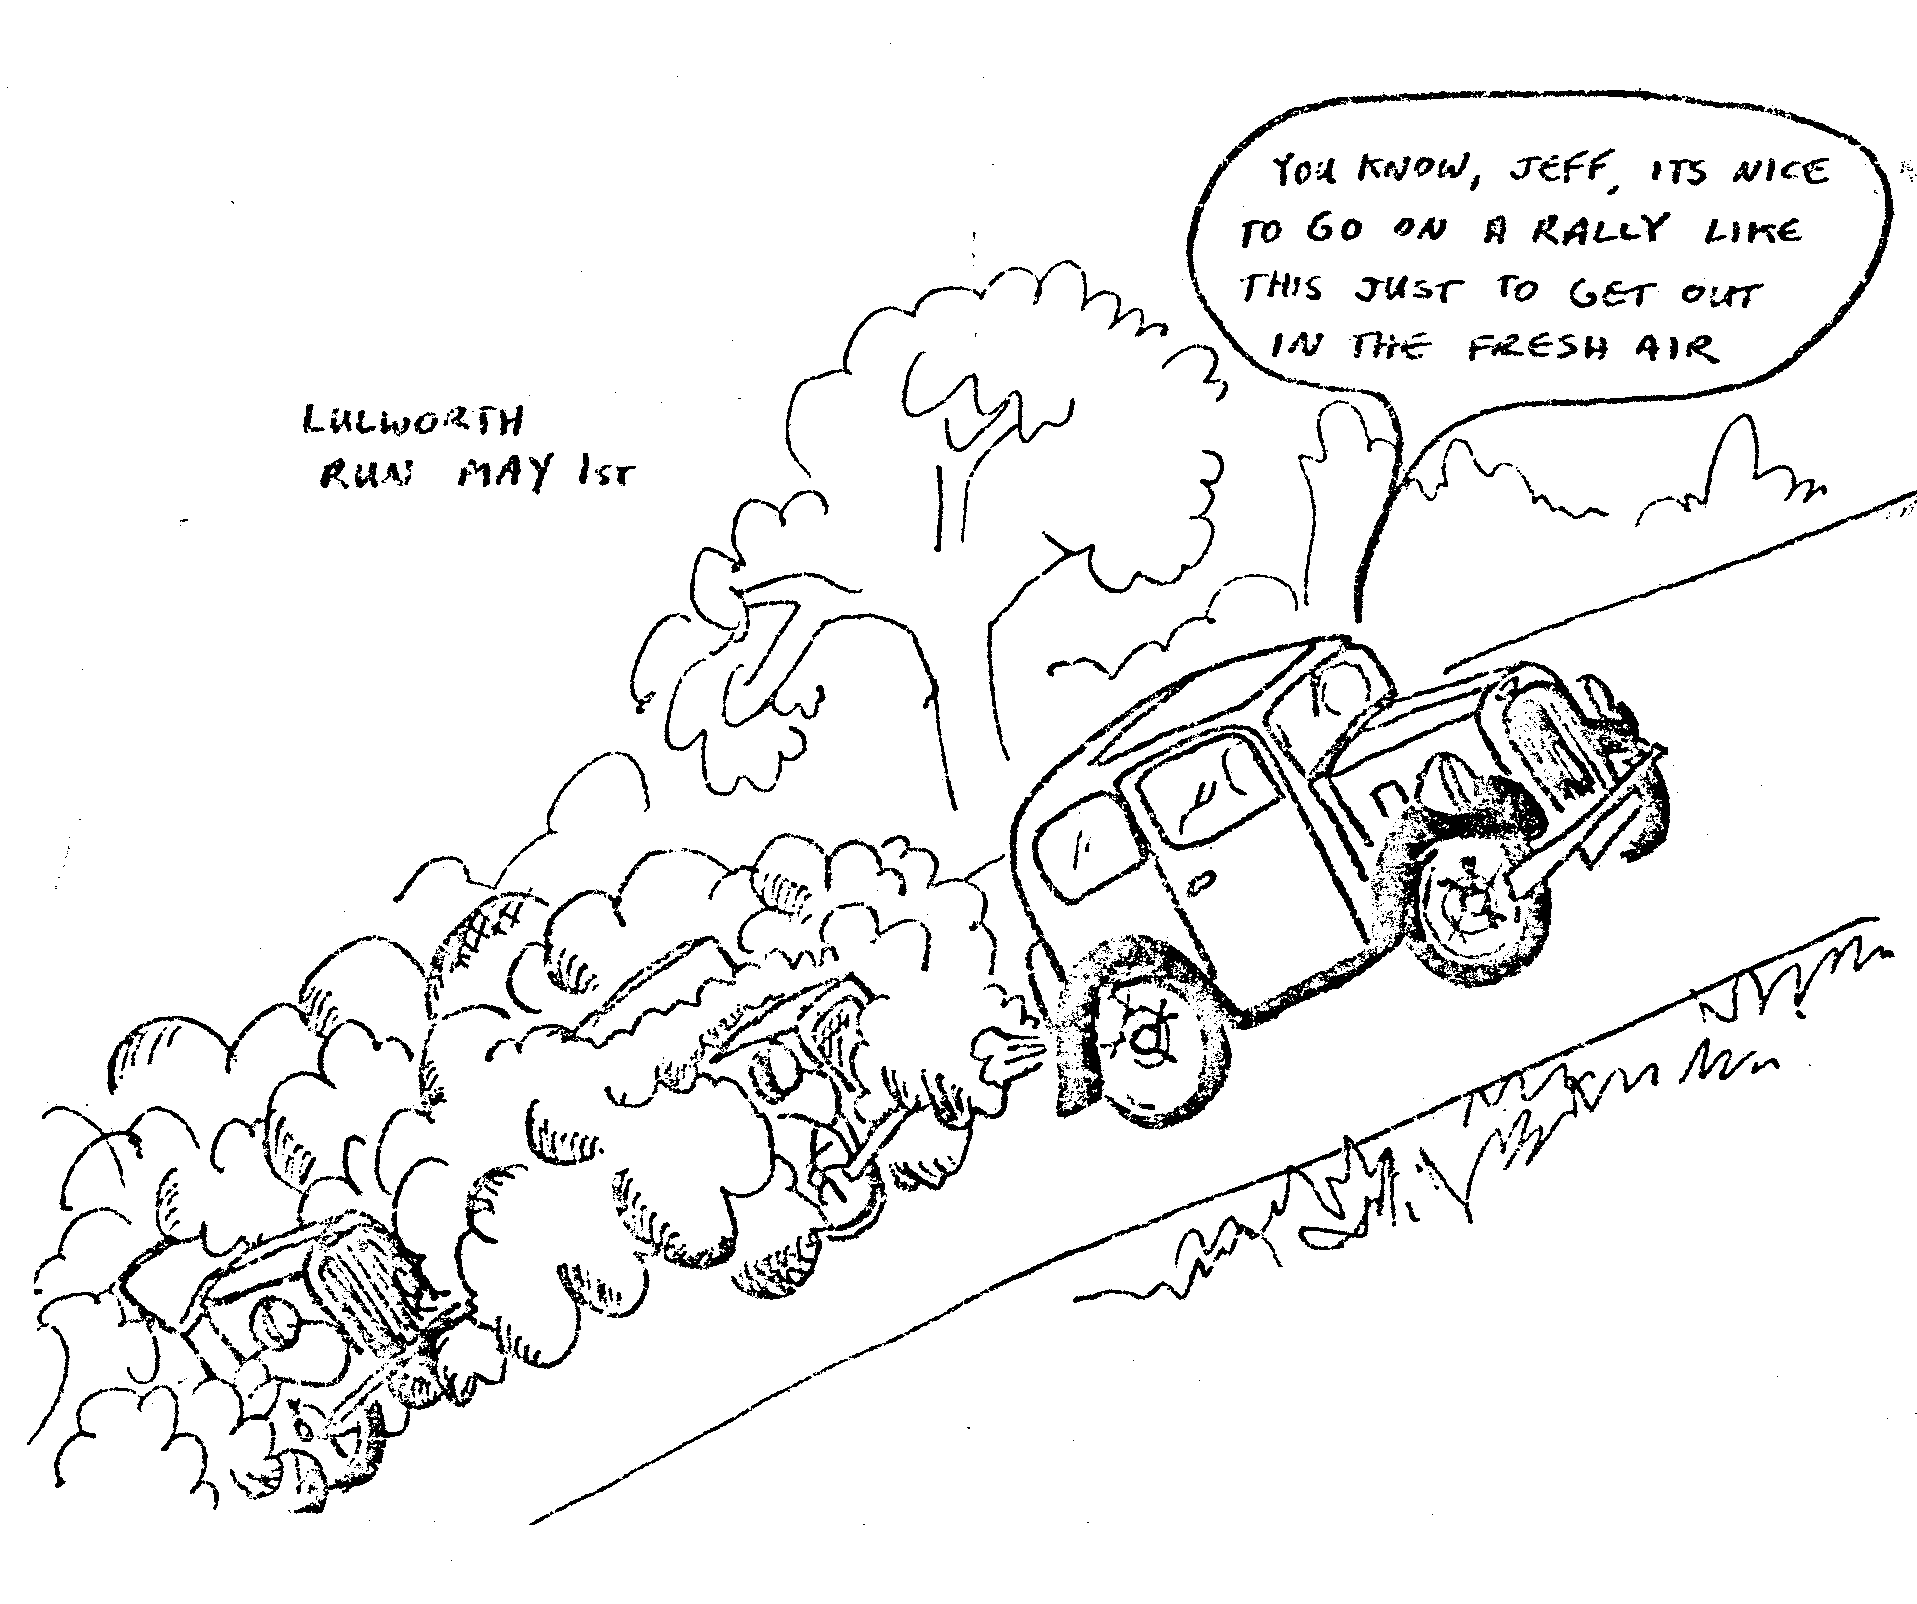 YOU KNOW, JEFF, ITS NICE
TO GO ON A RALLY LIKE
THIS JUST TO GET OUT
IN THE FRESH AIR
LULWORTH
RUN MAY 1ST